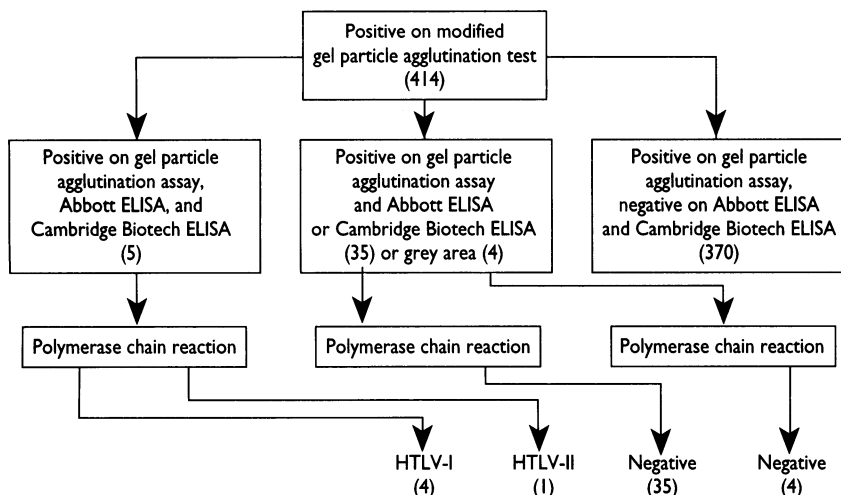 Positive on modified
gel particle agglutination test
(414)
Positive on gel particle
agglutination assay,
Abbott ELISA, and
Cambridge Biotech ELISA
(5)
Positive on gel particle
agglutination assay
and Abbott ELISA
or Cambridge Biotech ELISA
(35) or grey area (4)
Positive on gel particle
agglutination assay,
negative on Abbott ELISA
and Cambridge Biotech ELISA
(370)
Polymerase chain reaction
Polymerase chain reaction
Polymerase chain reaction
HTLV-I
(4)
HTLV-II
(1)
Negative
(35)
Negative
(4)